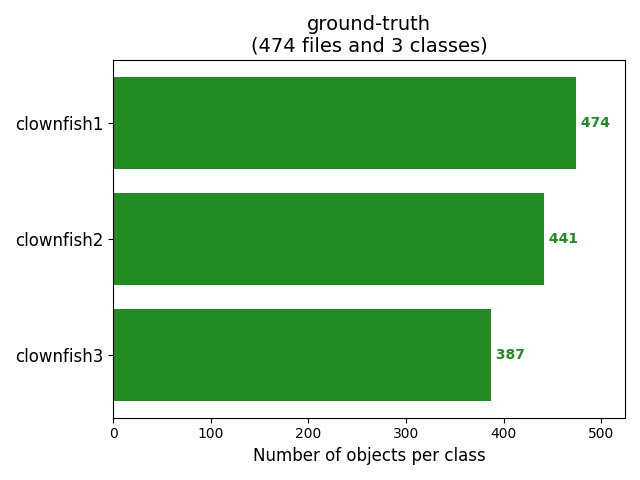 ground-truth
(474 files and 3 classes)
clownfish1
474
clownfish2
441
clownfish3
387
0 100 200 300 400 500
Number of objects per class